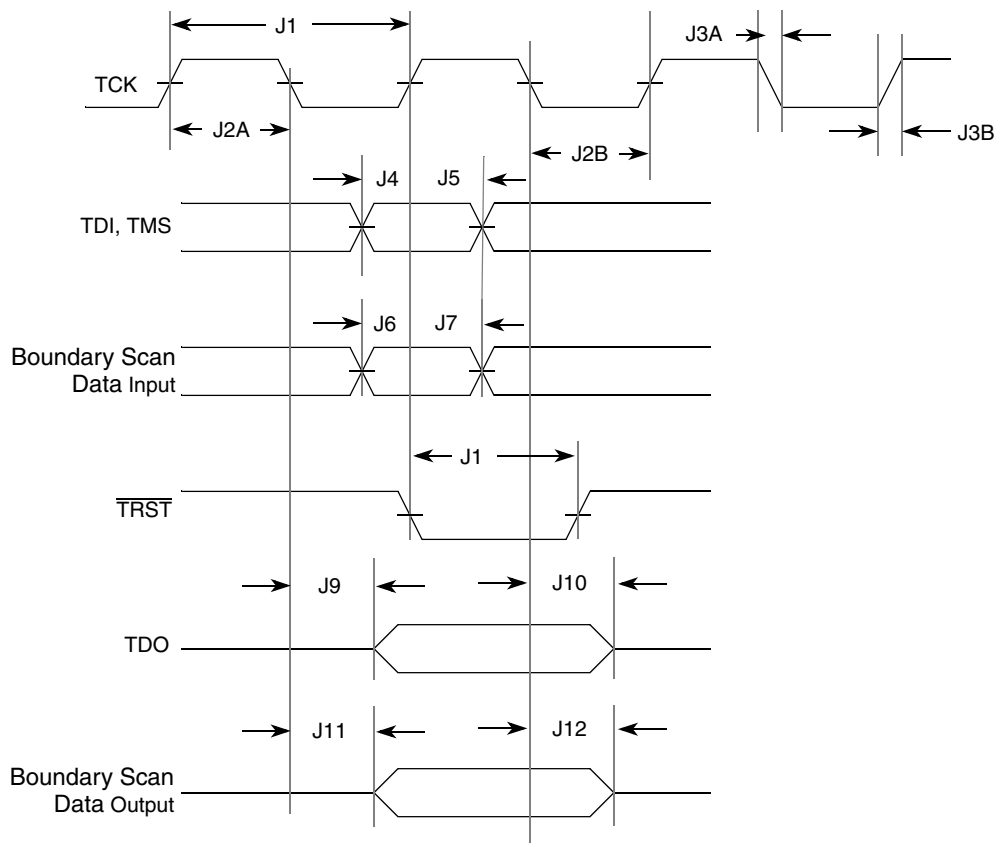 J1
J3A
TCK
J2A
J2B
J3B
J4
J5
TDI, TMS
J6
J7
Boundary Scan
Data Input
J1
TRST
J9
J10
TDO
J11
J12
Boundary Scan
Data Output